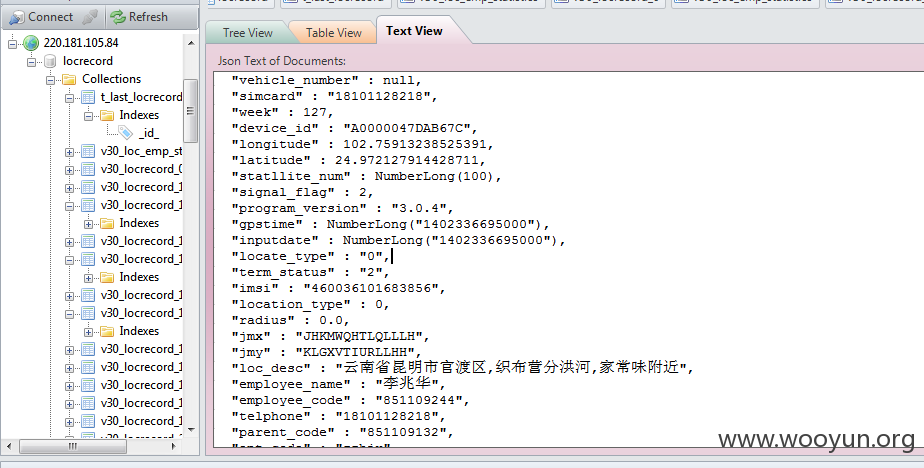 Connect
Refresh
220.181.105.84
locrecord
Collections
t_last_locrecord
Indexes
_id_
v30_loc_emp_st
v30_locrecord_0
v30_locrecord_1
v30_locrecord_1
Indexes
v30_locrecord_1
v30_locrecord_1
Indexes
v30_locrecord_1
v30_locrecord_1
Indexes
v30_locrecord_1
v30_locrecord_1
v30_locrecord_1
v30_locrecord_1
v30_locrecord_1
Tree View
Table View
Text View
Json Text of Documents:
"vehicle_number" : null,
"simcard" : "18101128218",
"week" : 127,
"device_id" : "A0000047DAB67C",
"longitude" : 102.75913238525391,
"latitude" : 24.972127914428711,
"statllite_num" : NumberLong(100),
"signal_flag" : 2,
"program_version" : "3.0.4",
"gpstime" : NumberLong("1402336695000"),
"inputdate" : NumberLong("1402336695000"),
"locate_type" : "0",
"term_status" : "2",
"imsi" : "460036101683856",
"location_type" : 0,
"radius" : 0.0,
"jmx" : "JHKMWQHTLQLLLH",
"jmy" : "KLGXVTIURLLHH",
"loc_desc" : "云南省昆明市官渡区,织布营分洪河,家常味附近",
"employee_name" : "李兆华",
"employee_code" : "851109244",
"telphone" : "18101128218",
"parent_code" : "851109132",
www.wooyun.org